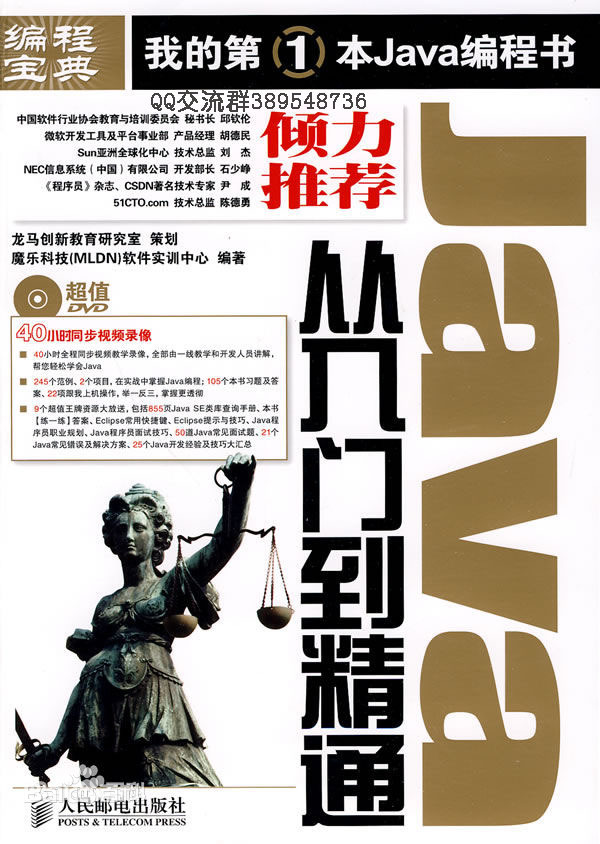 编程
宝典
我的第1本Java编程书
QQ交流群389548736
中国软件行业协会教育与培训委员会 秘书长 邱钦伦
微软开发工具及平台事业部 产品经理 胡德民
Sun亚洲全球化中心 技术总监 刘 杰
NEC信息系统(中国)有限公司 开发部长 石少峥
《程序员》杂志、CSDN著名技术专家 尹 成
51CTO.com 技术总监 陈德勇
倾力
推荐
龙马创新教育研究室 策划
魔乐科技(MLDN)软件实训中心 编著
超值
DVD
40小时同步视频录像
40小时全程同步视频教学录像,全部由一线教学和开发人员讲解,
帮您轻松学会Java
245个范例、2个项目,在实战中掌握Java编程;105个本书习题及答
案、22项跟我上机操作,举一反三,掌握更透彻
9个超值王牌资源大放送,包括855页Java SE类库查询手册、本书
【练一练】答案、Eclipse常用快捷键、Eclipse提示与技巧、Java程
序员职业规划、Java程序员面试技巧、50道Java常见面试题、21个
Java常见错误及解决方案、25个Java开发经验及技巧大汇总
Java
从入门到精通
Baidu百科
人民邮电出版社
POSTS & TELECOM PRESS